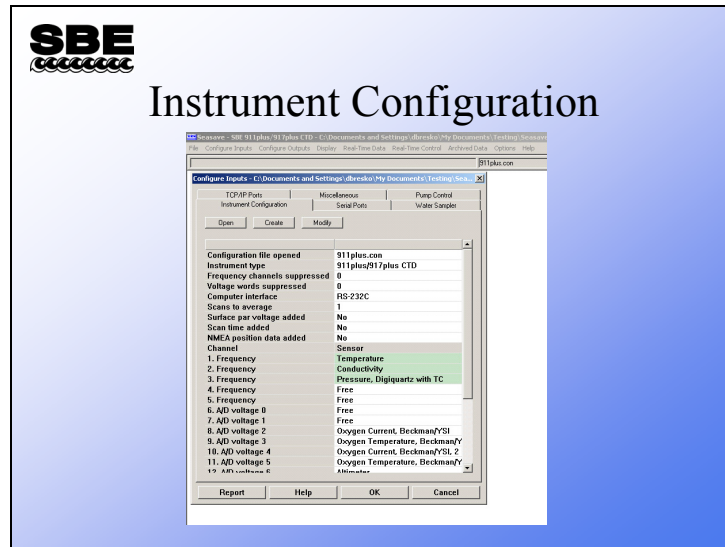 SBE
Instrument Configuration
Seasave - SBE 911plus/917plus CTD - C:\Documents and Settings\dbresko\My Documents\Testing\Seasave
File Configure Inputs Configure Outputs Display Real-Time Data Real-Time Control Archived Data Options Help
911plus.con
Configure Inputs - C:\Documents and Settings\dbresko\My Documents\Testing\Sea...
TCP/IP Ports Miscellaneous Pump Control
Instrument Configuration Serial Ports Water Sampler
Open Create Modify
Configuration file opened 911plus.con
Instrument type 911plus/917plus CTD
Frequency channels suppressed 0
Voltage words suppressed 0
Computer interface RS-232C
Scans to average 1
Surface par voltage added No
Scan time added No
NMEA position data added No
Channel Sensor
1. Frequency Temperature
2. Frequency Conductivity
3. Frequency Pressure, Digiquartz with TC
4. Frequency Free
5. Frequency Free
6. A/D voltage 0 Free
7. A/D voltage 1 Free
8. A/D voltage 2 Oxygen Current, Beckman/YSI
9. A/D voltage 3 Oxygen Temperature, Beckman/Y
10. A/D voltage 4 Oxygen Current, Beckman/YSI, 2
11. A/D voltage 5 Oxygen Temperature, Beckman/Y
12. A/D voltage 6 Altimeter
Report Help OK Cancel